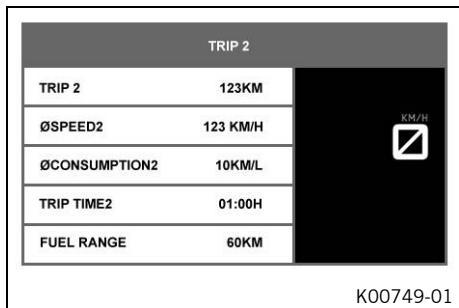 TRIP 2
TRIP 2 123KM
ØSPEED2 123 KM/H
ØCONSUMPTION2 10KM/L
TRIP TIME2 01:00H
FUEL RANGE 60KM
KM/H
0
K00749-01